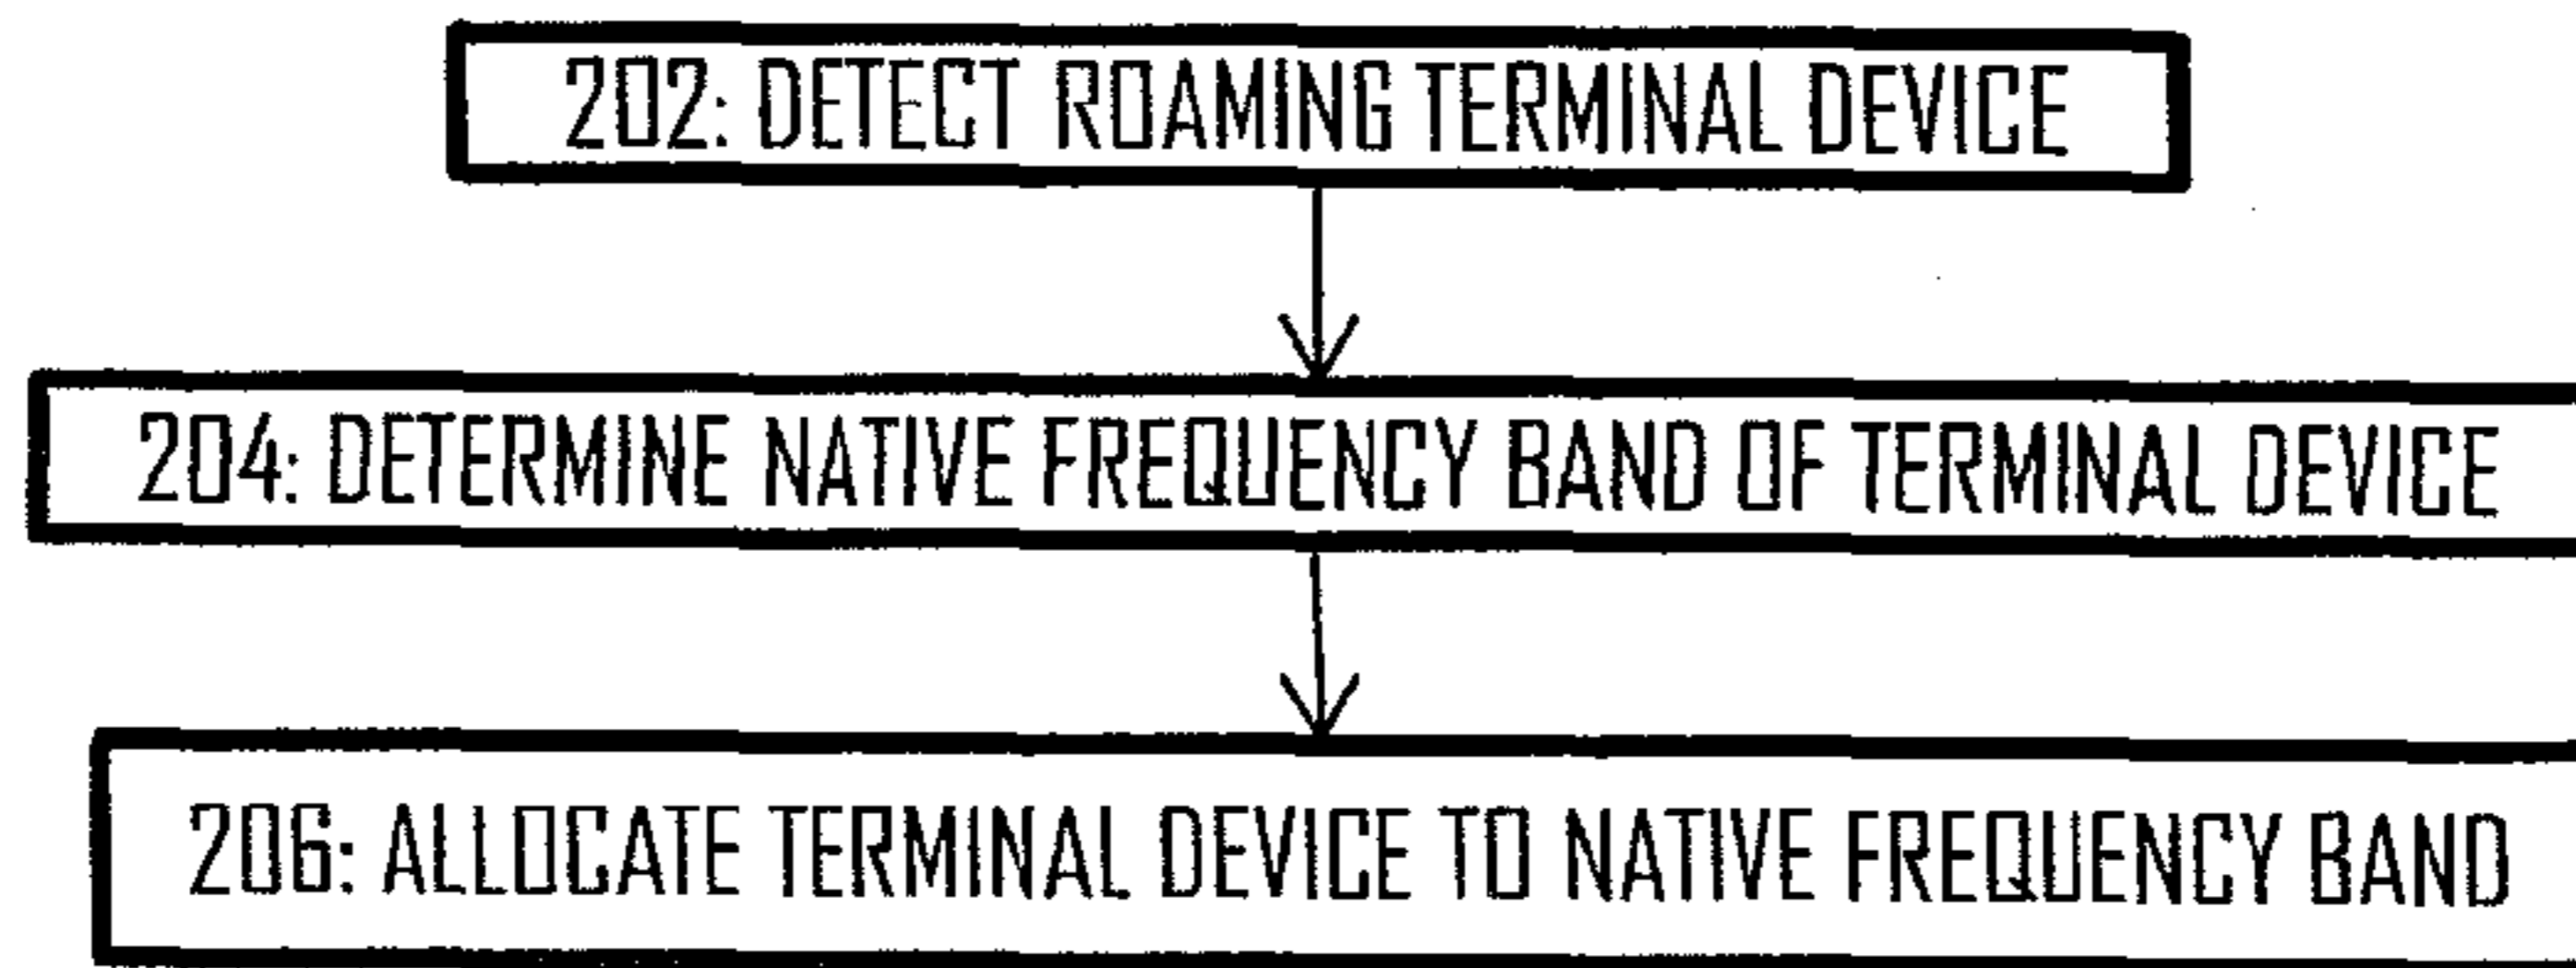 202: DETECT ROAMING TERMINAL DEVICE
204: DETERMINE NATIVE FREQUENCY BAND OF TERMINAL DEVICE
206: ALLOCATE TERMINAL DEVICE TO NATIVE FREQUENCY BAND